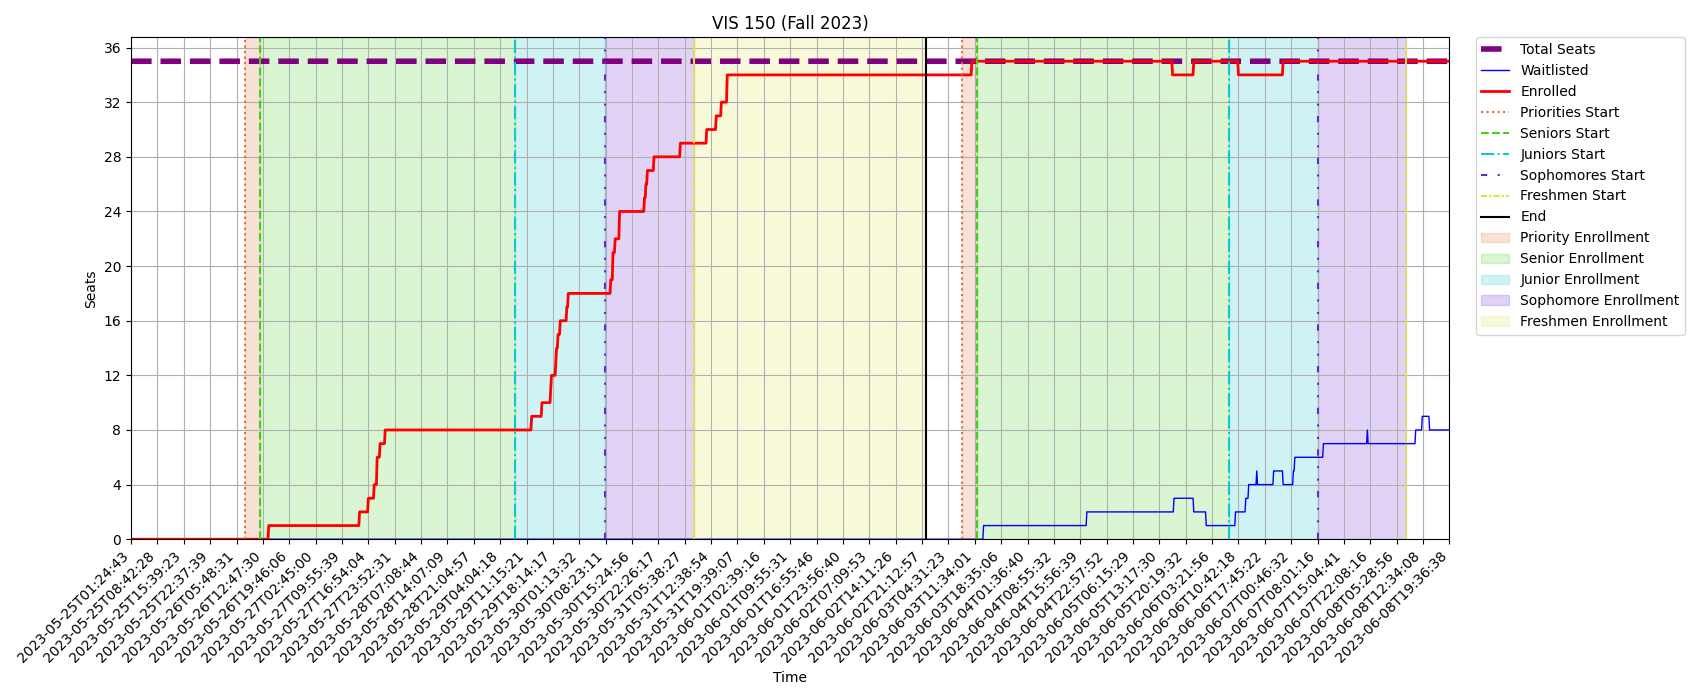 VIS 150 (Fall 2023)
36
32
28
24
20
16
12
8
4
0
Seats
2023-05-25T01:24:43
2023-05-25T08:42:28
2023-05-25T15:39:23
2023-05-25T22:37:39
2023-05-26T05:48:31
2023-05-26T12:47:30
2023-05-26T19:46:06
2023-05-27T02:45:00
2023-05-27T09:55:39
2023-05-27T16:54:04
2023-05-27T23:52:31
2023-05-28T07:08:44
2023-05-28T14:07:09
2023-05-28T21:04:57
2023-05-29T04:04:18
2023-05-29T11:15:21
2023-05-29T18:14:17
2023-05-30T01:13:32
2023-05-30T08:23:11
2023-05-30T15:24:56
2023-05-30T22:26:17
2023-05-31T05:38:27
2023-05-31T12:38:54
2023-05-31T19:39:07
2023-06-01T02:39:16
2023-06-01T09:55:31
2023-06-01T16:55:46
2023-06-01T23:56:40
2023-06-02T07:09:53
2023-06-02T14:11:26
2023-06-02T21:12:57
2023-06-03T04:31:23
2023-06-03T11:34:01
2023-06-03T18:35:06
2023-06-04T01:36:40
2023-06-04T08:55:32
2023-06-04T15:56:39
2023-06-04T22:57:52
2023-06-05T06:15:29
2023-06-05T13:17:30
2023-06-05T20:19:32
2023-06-06T03:21:56
2023-06-06T10:42:18
2023-06-06T17:45:22
2023-06-07T00:46:32
2023-06-07T08:01:16
2023-06-07T15:04:41
2023-06-07T22:08:16
2023-06-08T05:28:56
2023-06-08T12:34:08
2023-06-08T19:36:38
Time
Total Seats
Waitlisted
Enrolled
Priorities Start
Seniors Start
Juniors Start
Sophomores Start
Freshmen Start
End
Priority Enrollment
Senior Enrollment
Junior Enrollment
Sophomore Enrollment
Freshmen Enrollment